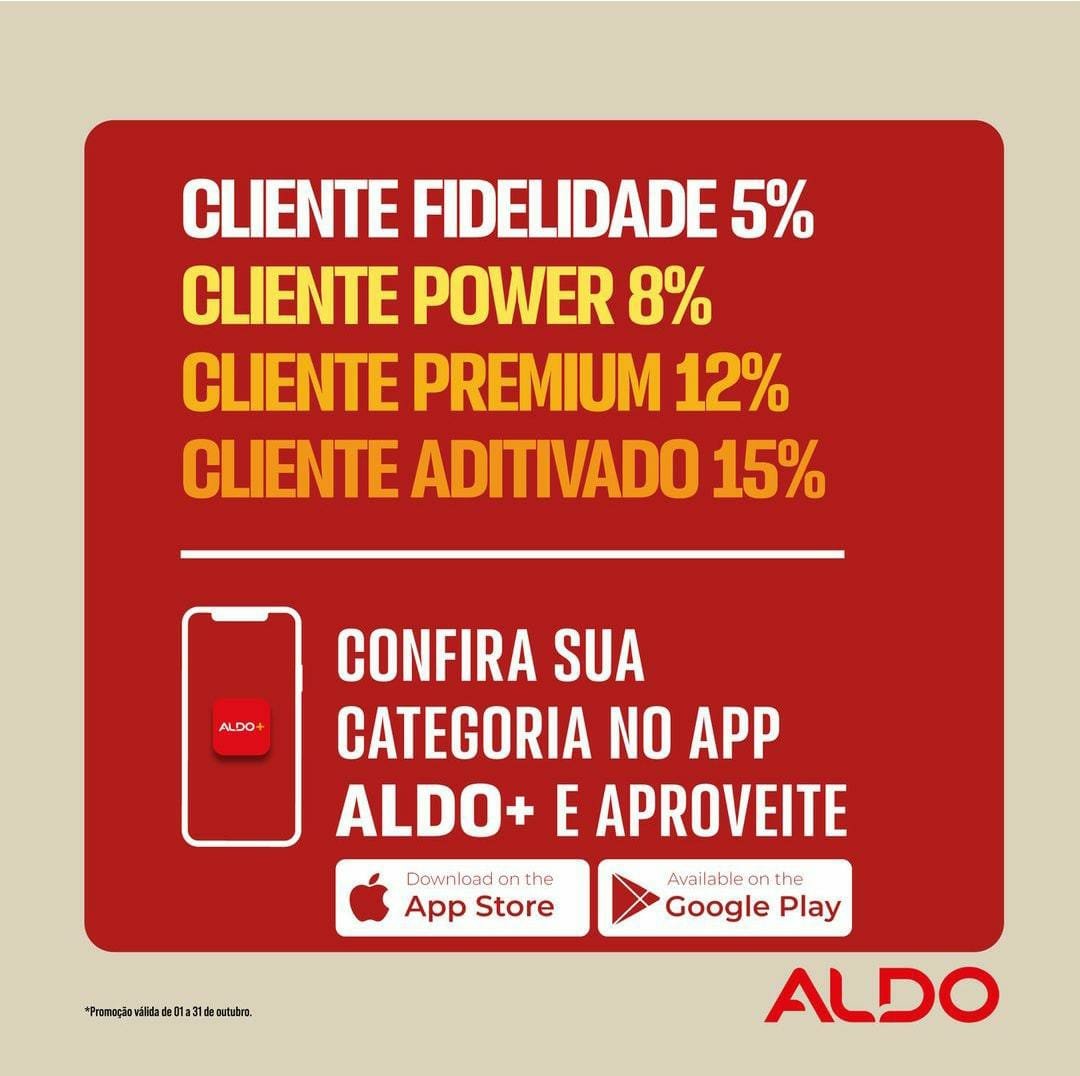 CLIENTE FIDELIDADE 5%
CLIENTE POWER 8%
CLIENTE PREMIUM 12%
CLIENTE ADITIVADO 15%
ALDO+
CONFIRA SUA
CATEGORIA NO APP
ALDO+ E APROVEITE
Download on the
App Store
Available on the
Google Play
ALDO
*Promoção válida de 01 a 31 de outubro.